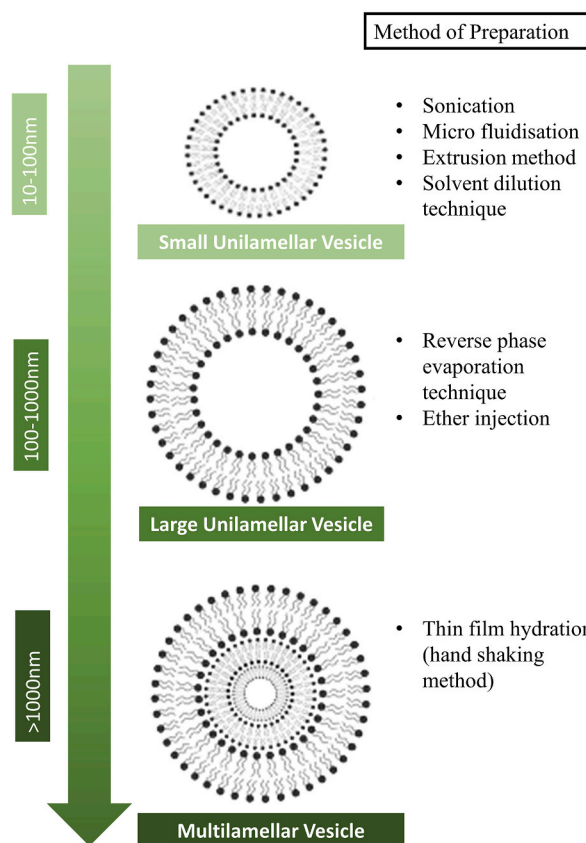 Method of Preparation
10-100nm
• Sonication
• Micro fluidisation
• Extrusion method
• Solvent dilution
technique
Small Unilamellar Vesicle
100-1000nm
• Reverse phase
evaporation
technique
• Ether injection
Large Unilamellar Vesicle
>1000nm
• Thin film hydration
(hand shaking
method)
Multilamellar Vesicle